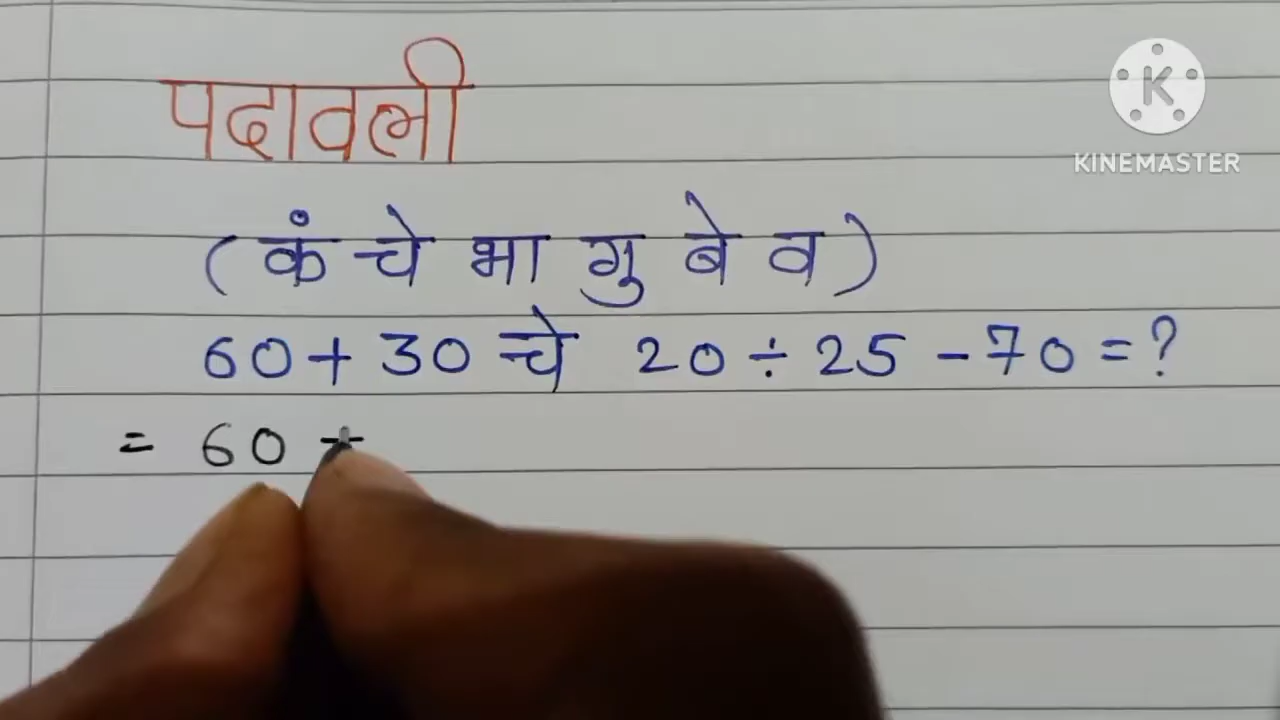 पदावली
KINEMASTER
(कं चे भा गु बे व)
60 + 30 चे 20 ÷ 25 - 70 = ?
= 60 +